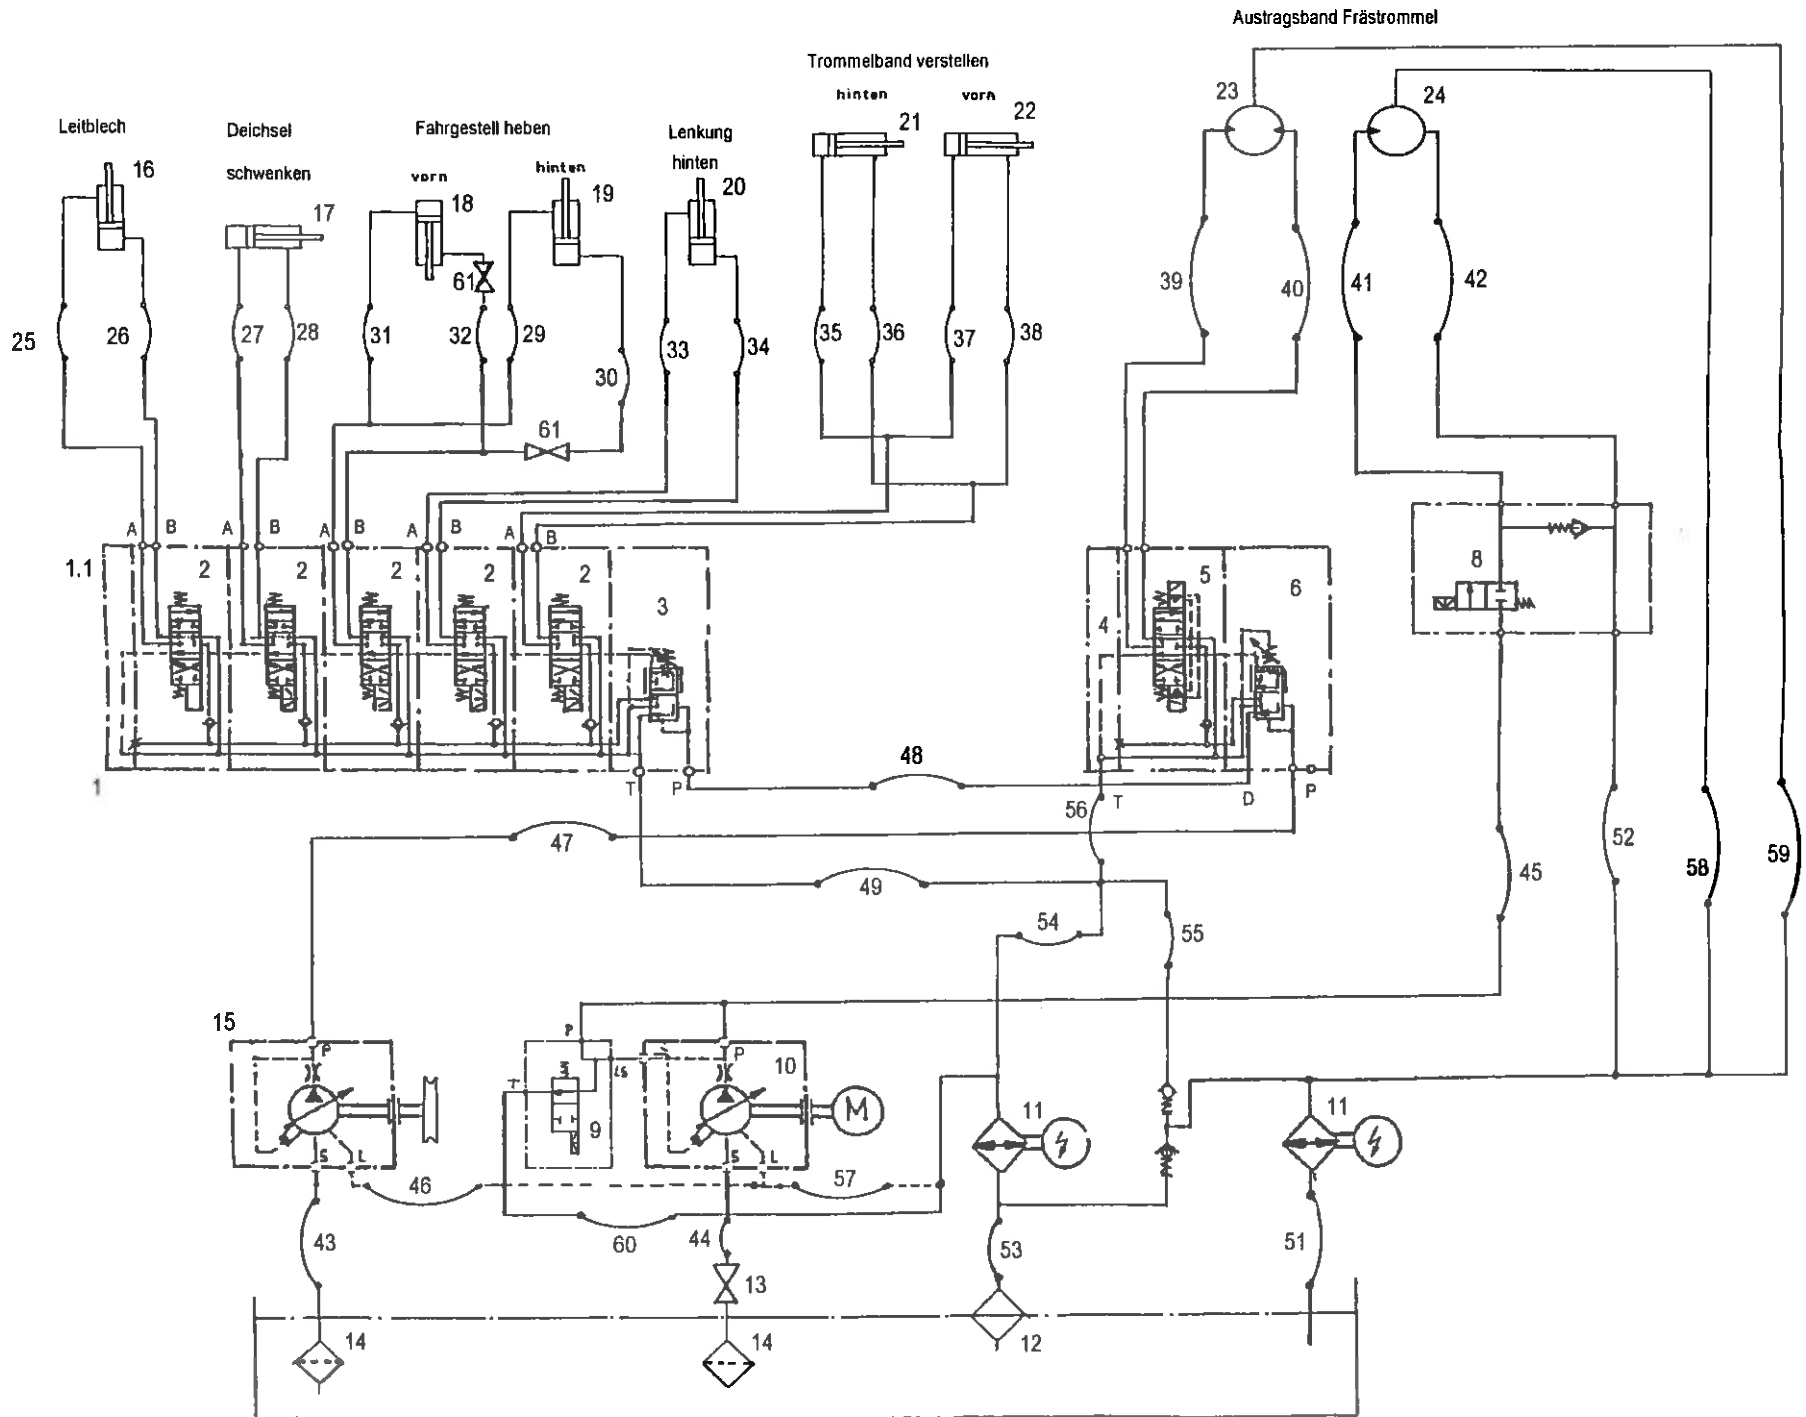 Austragsband Frästrommel
Trommelband verstellen
hinten
vorn
23
24
21
22
Leitblech
Deichsel
schwenken
Fahrgestell heben
vorn
hinten
Lenkung
hinten
16
17
18
19
20
61
25
26
27
28
31
32
29
30
33
34
35
36
37
38
39
40
41
42
61
A
B
A
B
A
B
A
B
A
B
1.1
2
2
2
2
2
3
4
5
6
8
1
T
P
48
56
T
D
P
47
49
54
55
45
52
58
59
15
P
S
L
P
T
LS
9
P
10
S
L
M
11
11
46
57
60
43
44
53
51
13
14
14
12